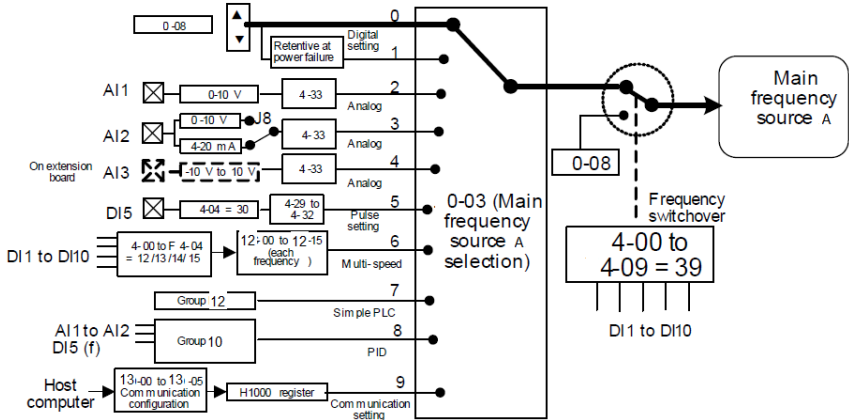 0-08
0
Digital
setting
Retentive at
power failure
1
AI1
0-10 V
4-33
2
Analog
AI2
0-10 V
J8
4-20 mA
4-33
3
Analog
On extension
board
AI3
-10 V to 10 V
4-33
4
Analog
DI5
4-04 = 30
4-29 to
4-32
5
Pulse
setting
DI1 to DI10
4-00 to F 4-04
= 12/13/14/15
12-00 to 12-15
(each
frequency )
6
Multi-speed
Group 12
7
Simple PLC
AI1 to AI2
DI5 (f)
Group 10
8
PID
Host
computer
13-00 to 13-05
Communication
configuration
H1000 register
9
Communication
setting
0-03 (Main
frequency
source A
selection)
0-08
Main
frequency
source A
Frequency
switchover
4-00 to
4-09 = 39
DI1 to DI10